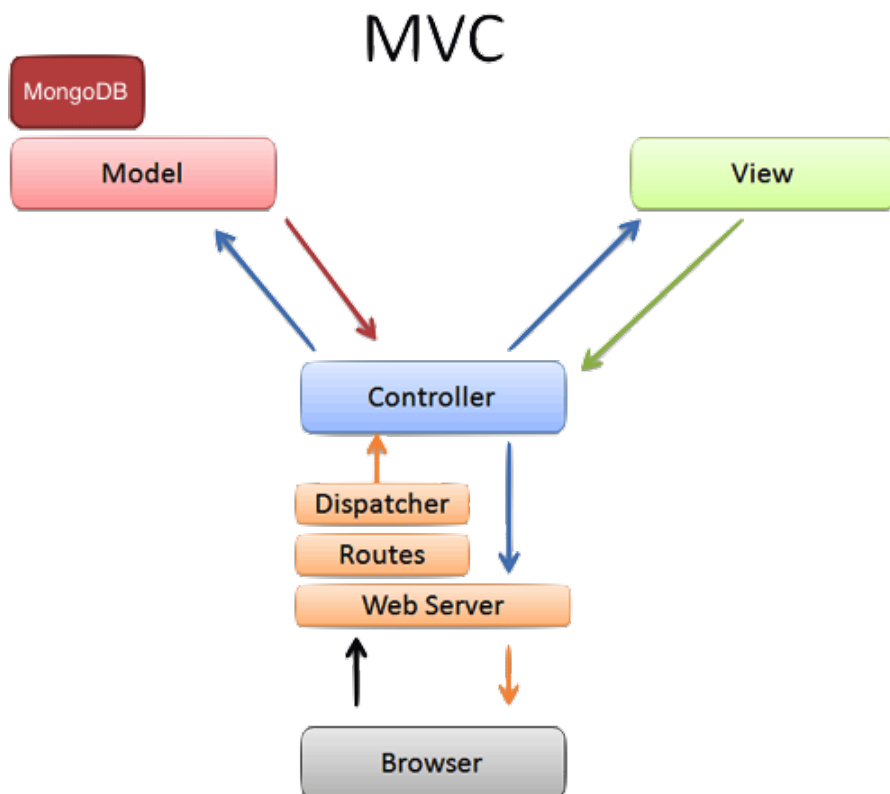 MVC
MongoDB
Model
View
Controller
Dispatcher
Routes
Web Server
Browser